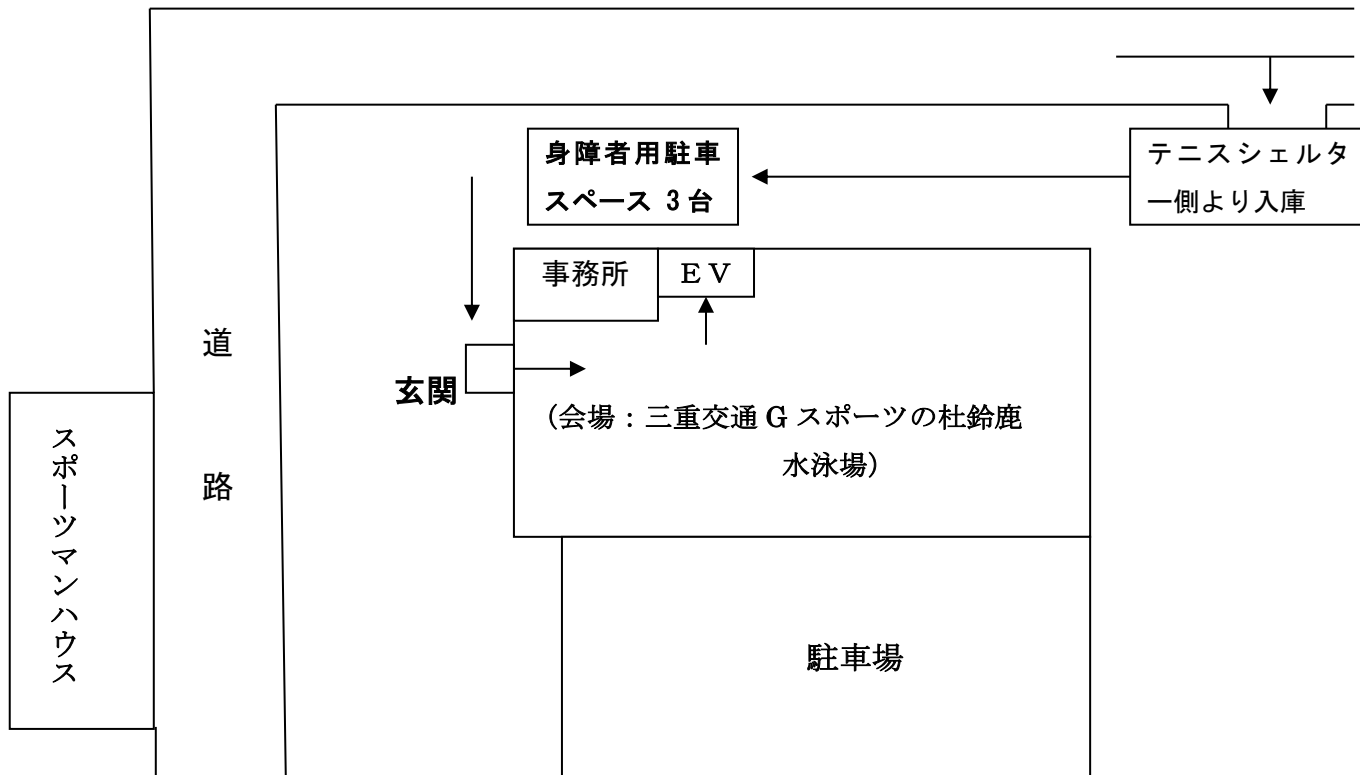 身障者用駐車
スペース 3台
テニスシェルタ
ー側より入庫
事務所
ＥＶ
道路
玄関
（会場：三重交通 G スポーツの杜鈴鹿
水泳場）
スポーツマンハウス
駐車場